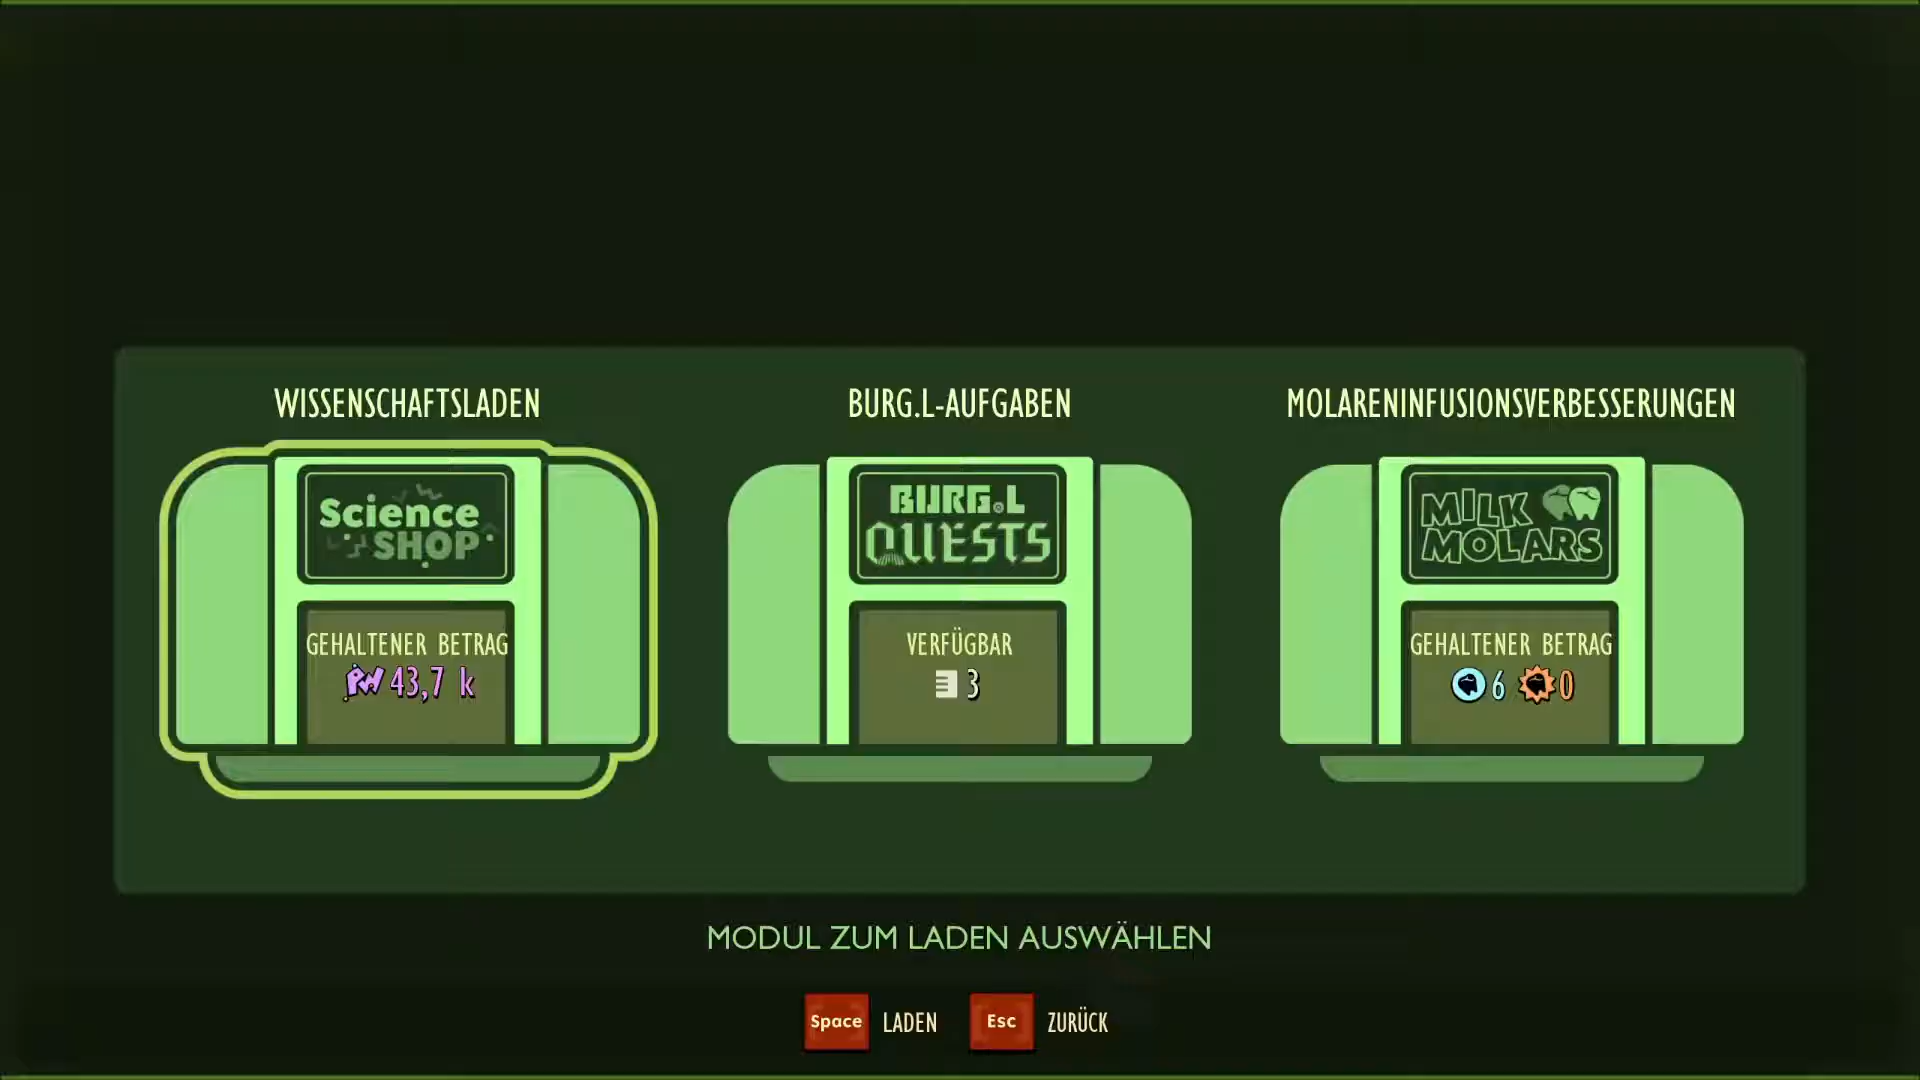 WISSENSCHAFTSLADEN
BURG.L-AUFGABEN
MOLARENINFUSIONSVERBESSERUNGEN
Science
SHOP
BURG.L
QUESTS
MILK
MOLARS
GEHALTENER BETRAG
43,7 k
VERFÜGBAR
3
GEHALTENER BETRAG
6 0
MODUL ZUM LADEN AUSWÄHLEN
Space LADEN Esc ZURÜCK